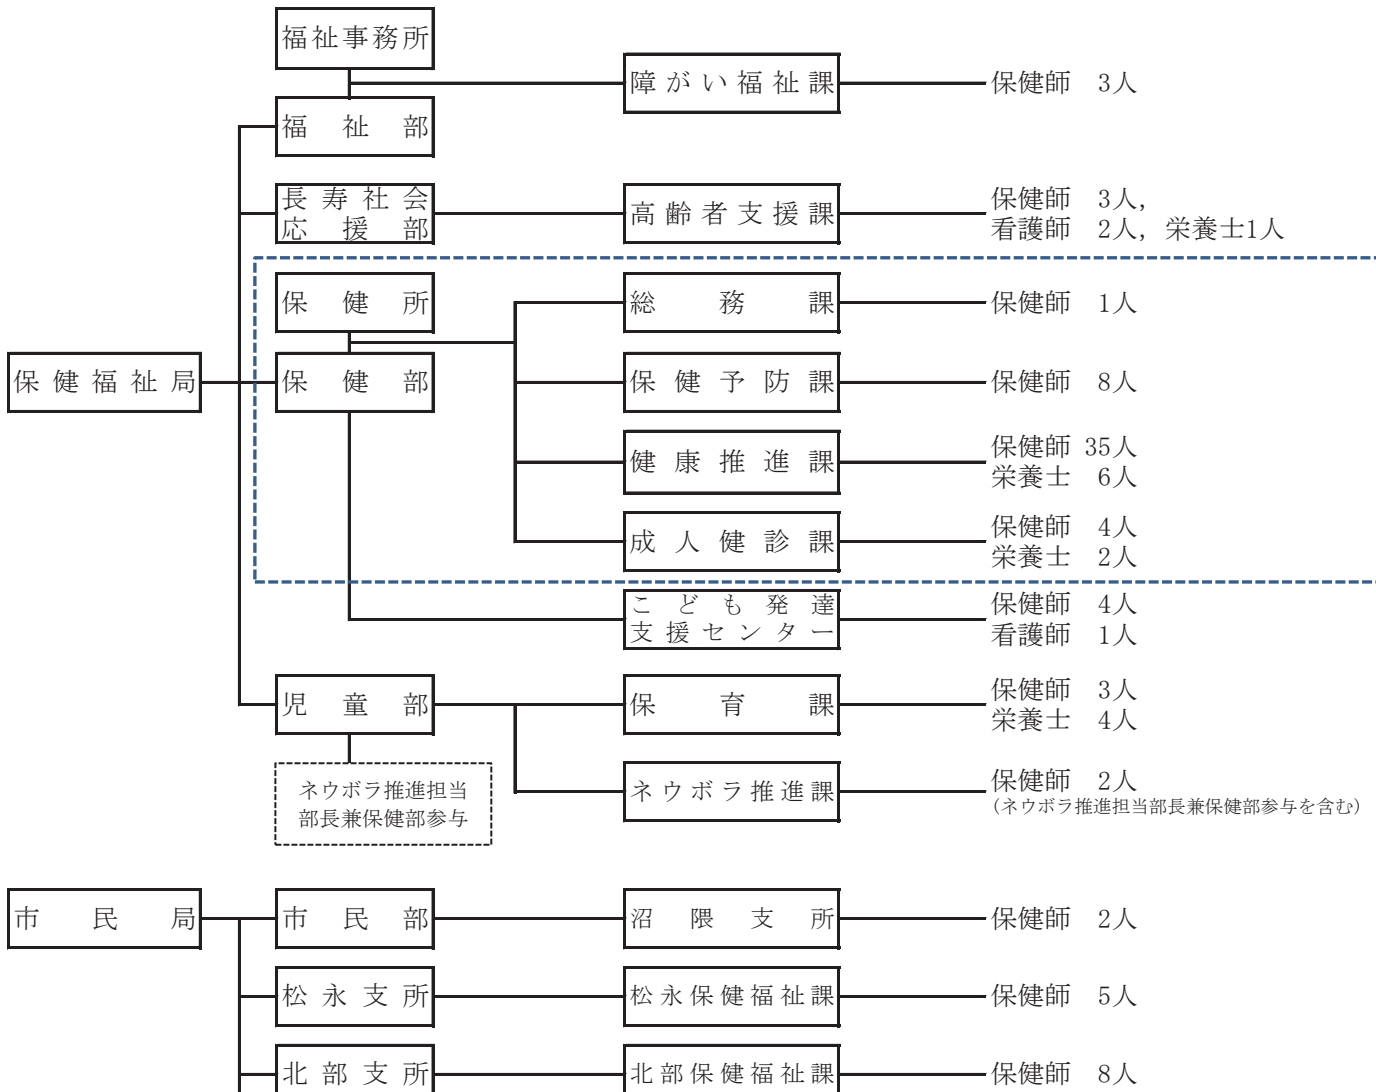 福祉事務所
障がい福祉課
保健師 3人
福祉部
長寿社会
応援部
高齢者支援課
保健師 3人,
看護師 2人, 栄養士1人
保健所
総務課
保健師 1人
保健福祉局
保健部
保健予防課
保健師 8人
健康推進課
保健師 35人
栄養士 6人
成人健診課
保健師 4人
栄養士 2人
こども発達
支援センター
保健師 4人
看護師 1人
児童部
保育課
保健師 3人
栄養士 4人
ネウボラ推進担当
部長兼保健部参与
ネウボラ推進課
保健師 2人
(ネウボラ推進担当部長兼保健部参与を含む)
市民局
市民部
沼隈支所
保健師 2人
松永支所
松永保健福祉課
保健師 5人
北部支所
北部保健福祉課
保健師 8人